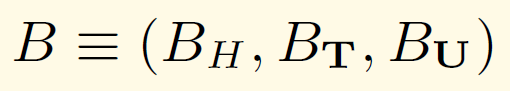 B ≡ (B_H, B_𝐓, B_𝐔)